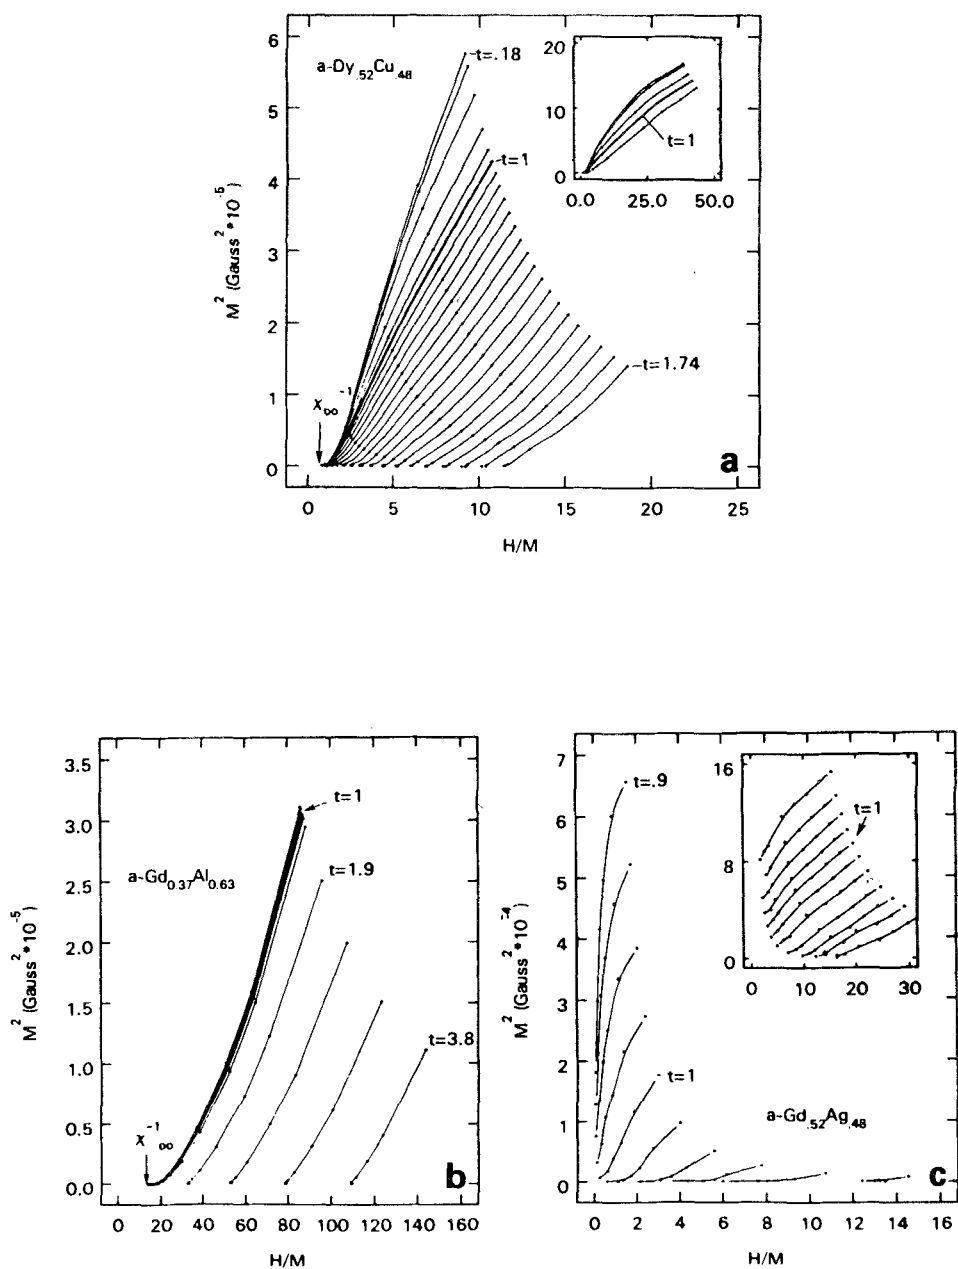 a-Dy.52Cu.48
t=.18
t=1
t=1.74
χ∞⁻¹
M² (Gauss² * 10⁻⁵)
6
5
4
3
2
1
0
0 5 10 15 20 25
H/M
20
10
0
0.0 25.0 50.0
t=1
a
a-Gd0.37Al0.63
t=1
t=1.9
t=3.8
χ⁻¹∞
M² (Gauss² * 10⁻⁵)
3.5
3.0
2.5
2.0
1.5
1.0
0.5
0.0
0 20 40 60 80 100 120 140 160
H/M
b
t=.9
t=1
a-Gd.52Ag.48
M² (Gauss² * 10⁻⁴)
7
6
5
4
3
2
1
0
0 2 4 6 8 10 12 14 16
H/M
16
8
0
0 10 20 30
t=1
c